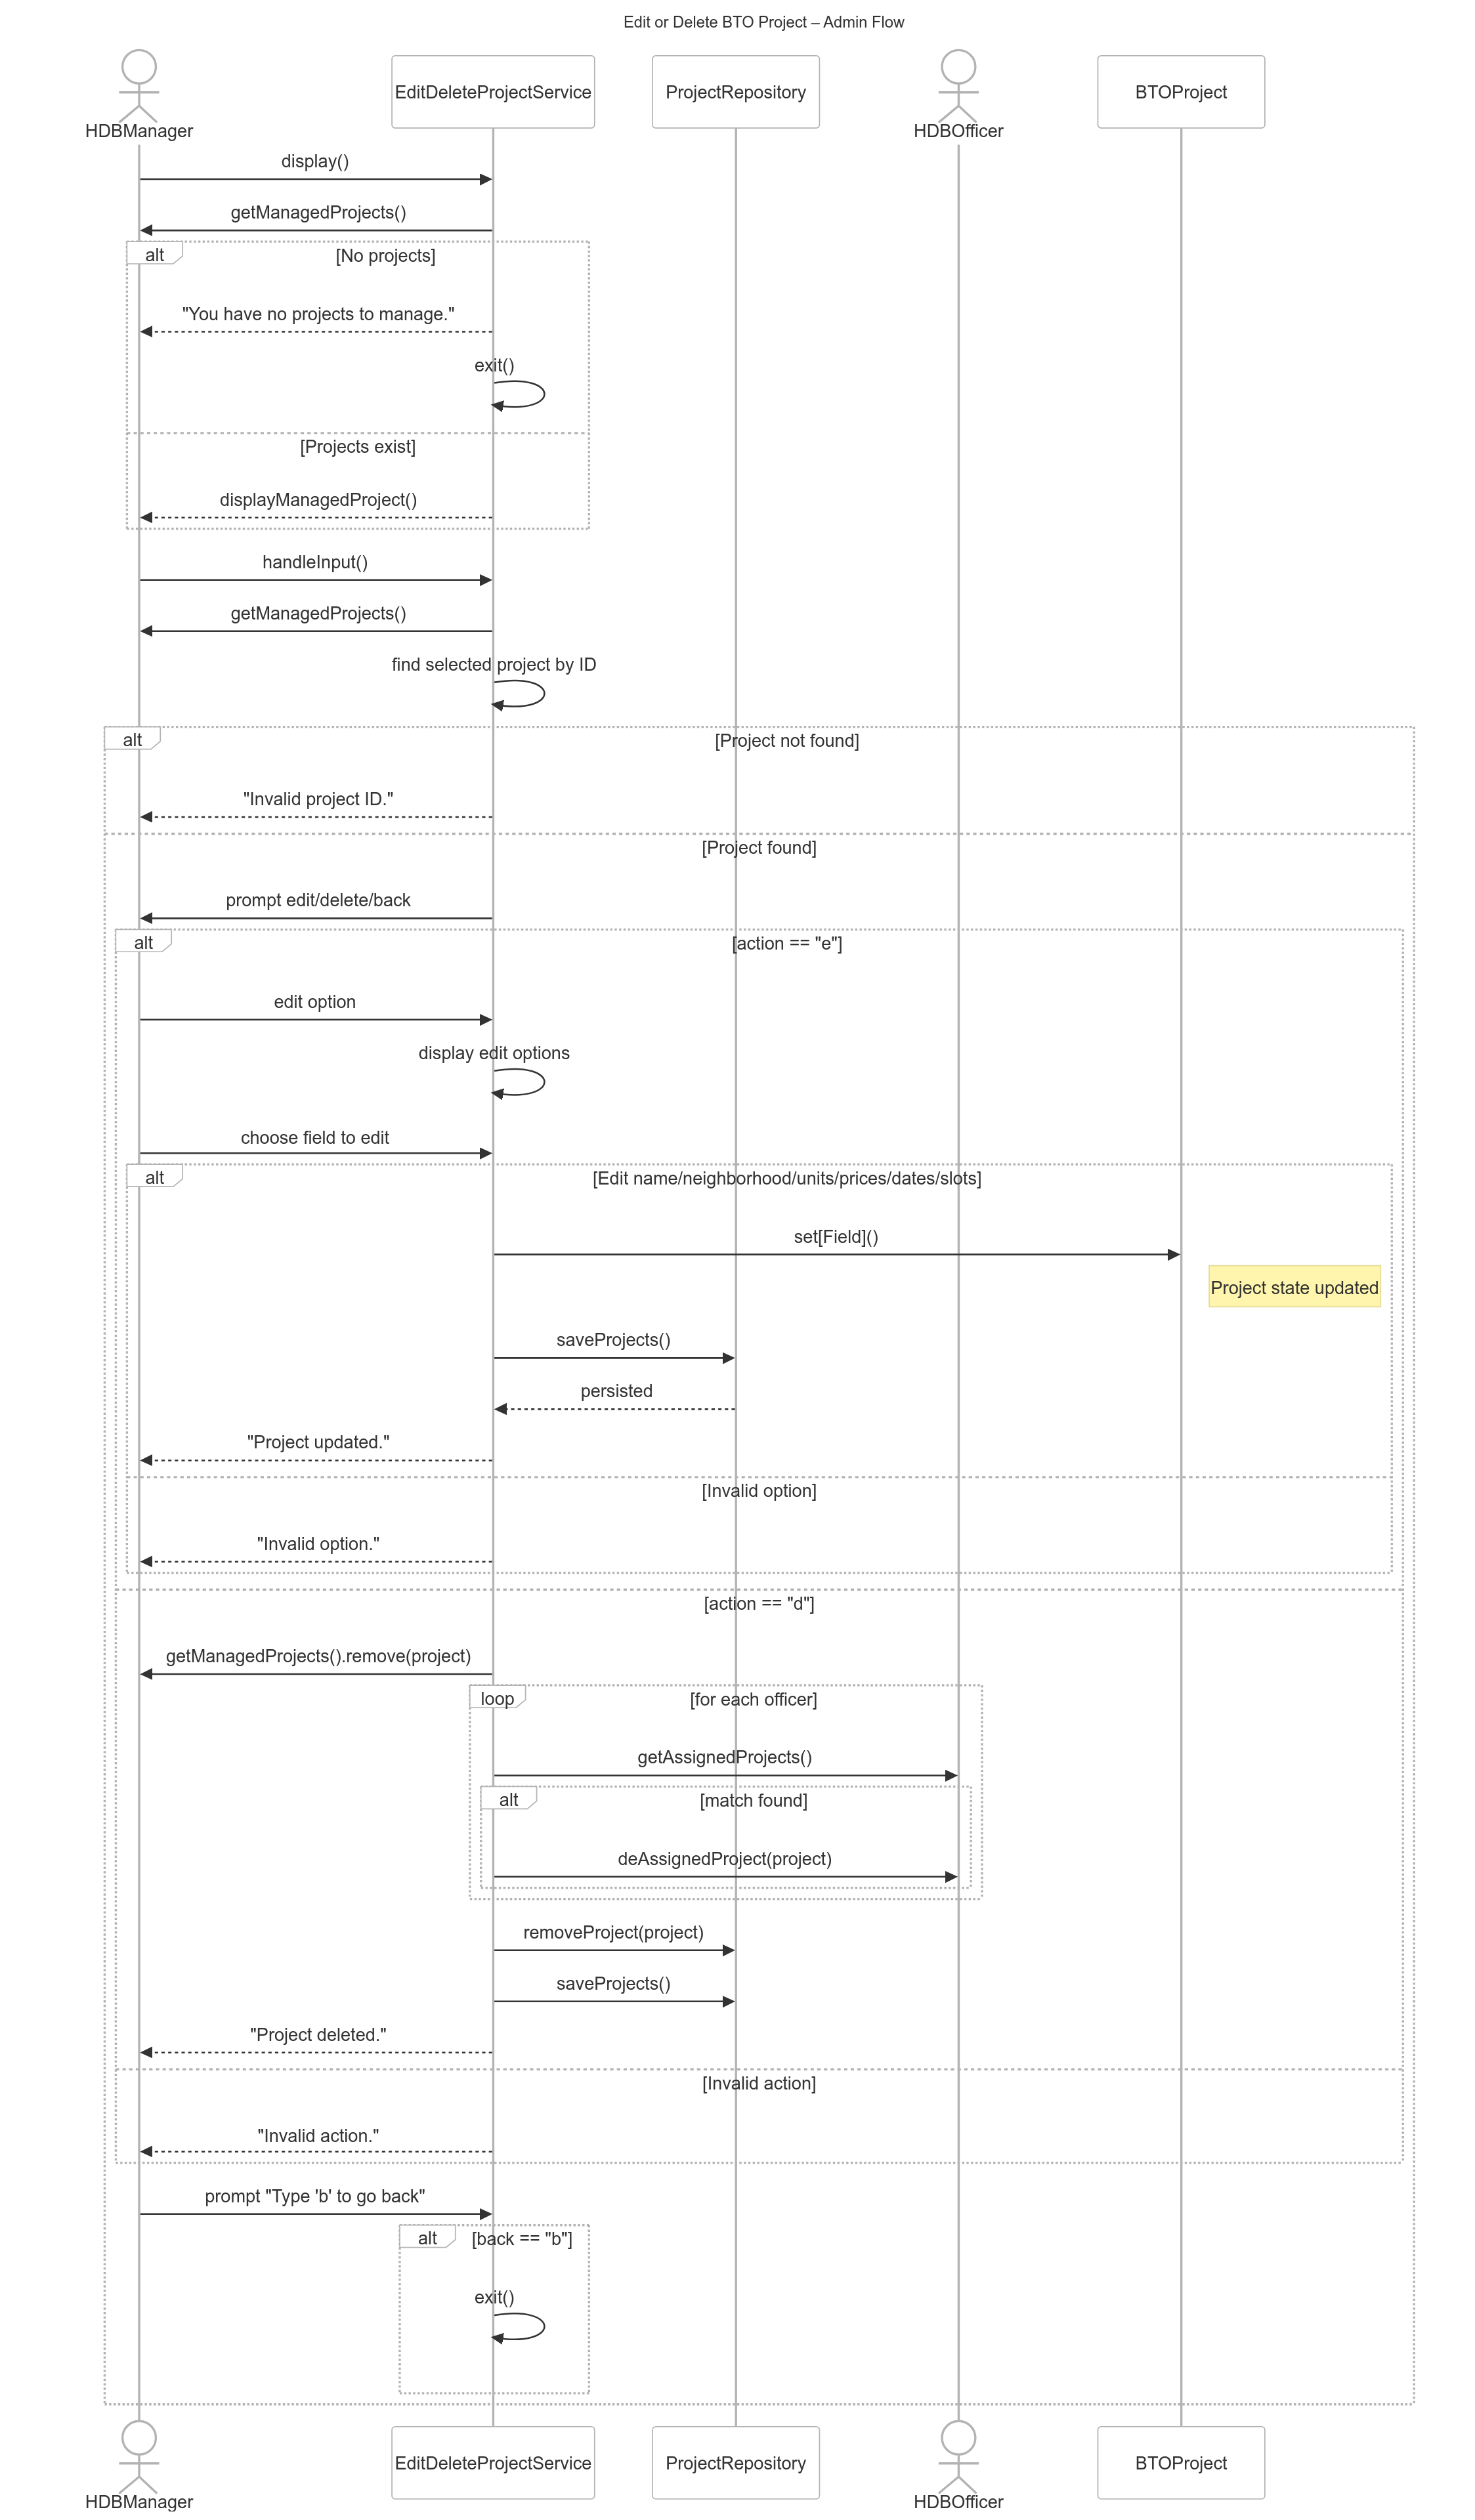 Edit or Delete BTO Project – Admin Flow
HDBManager
EditDeleteProjectService
ProjectRepository
HDBOfficer
BTOProject
display()
getManagedProjects()
alt
[No projects]
"You have no projects to manage."
exit()
[Projects exist]
displayManagedProject()
handleInput()
getManagedProjects()
find selected project by ID
alt
[Project not found]
"Invalid project ID."
[Project found]
prompt edit/delete/back
alt
[action == "e"]
edit option
display edit options
choose field to edit
alt
[Edit name/neighborhood/units/prices/dates/slots]
set[Field]()
Project state updated
saveProjects()
persisted
"Project updated."
[Invalid option]
"Invalid option."
[action == "d"]
getManagedProjects().remove(project)
loop
[for each officer]
getAssignedProjects()
alt
[match found]
deAssignedProject(project)
removeProject(project)
saveProjects()
"Project deleted."
[Invalid action]
"Invalid action."
prompt "Type 'b' to go back"
alt
[back == "b"]
exit()
HDBManager
EditDeleteProjectService
ProjectRepository
HDBOfficer
BTOProject